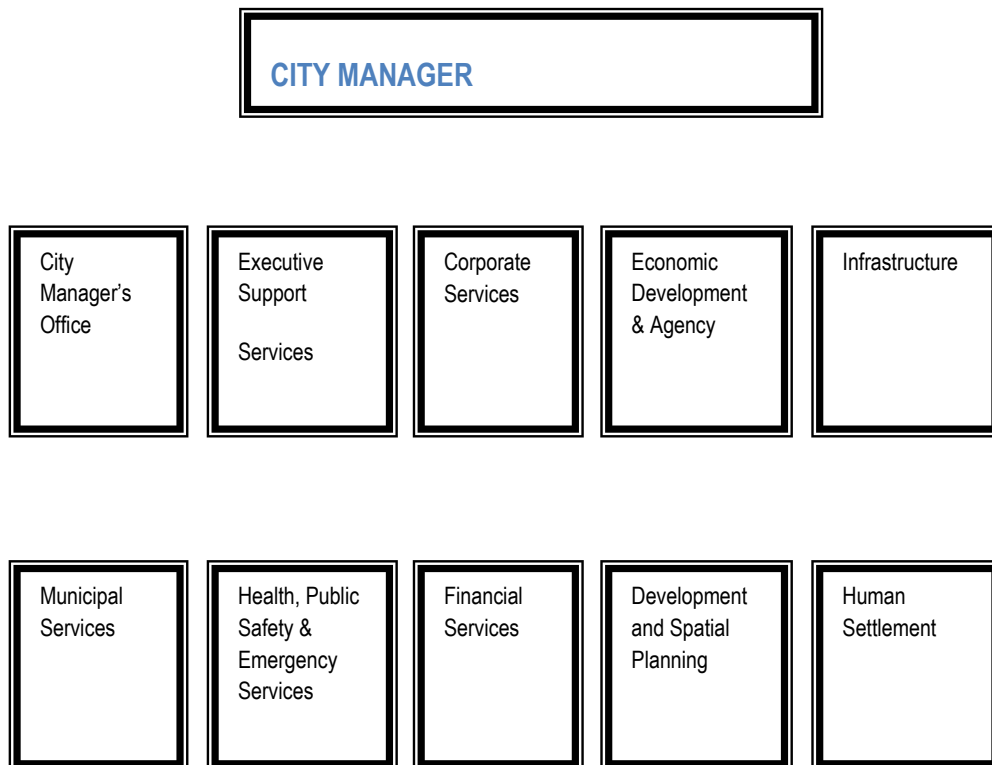 CITY MANAGER
City
Manager’s
Office
Executive
Support
Services
Corporate
Services
Economic
Development
& Agency
Infrastructure
Municipal
Services
Health, Public
Safety &
Emergency
Services
Financial
Services
Development
and Spatial
Planning
Human
Settlement